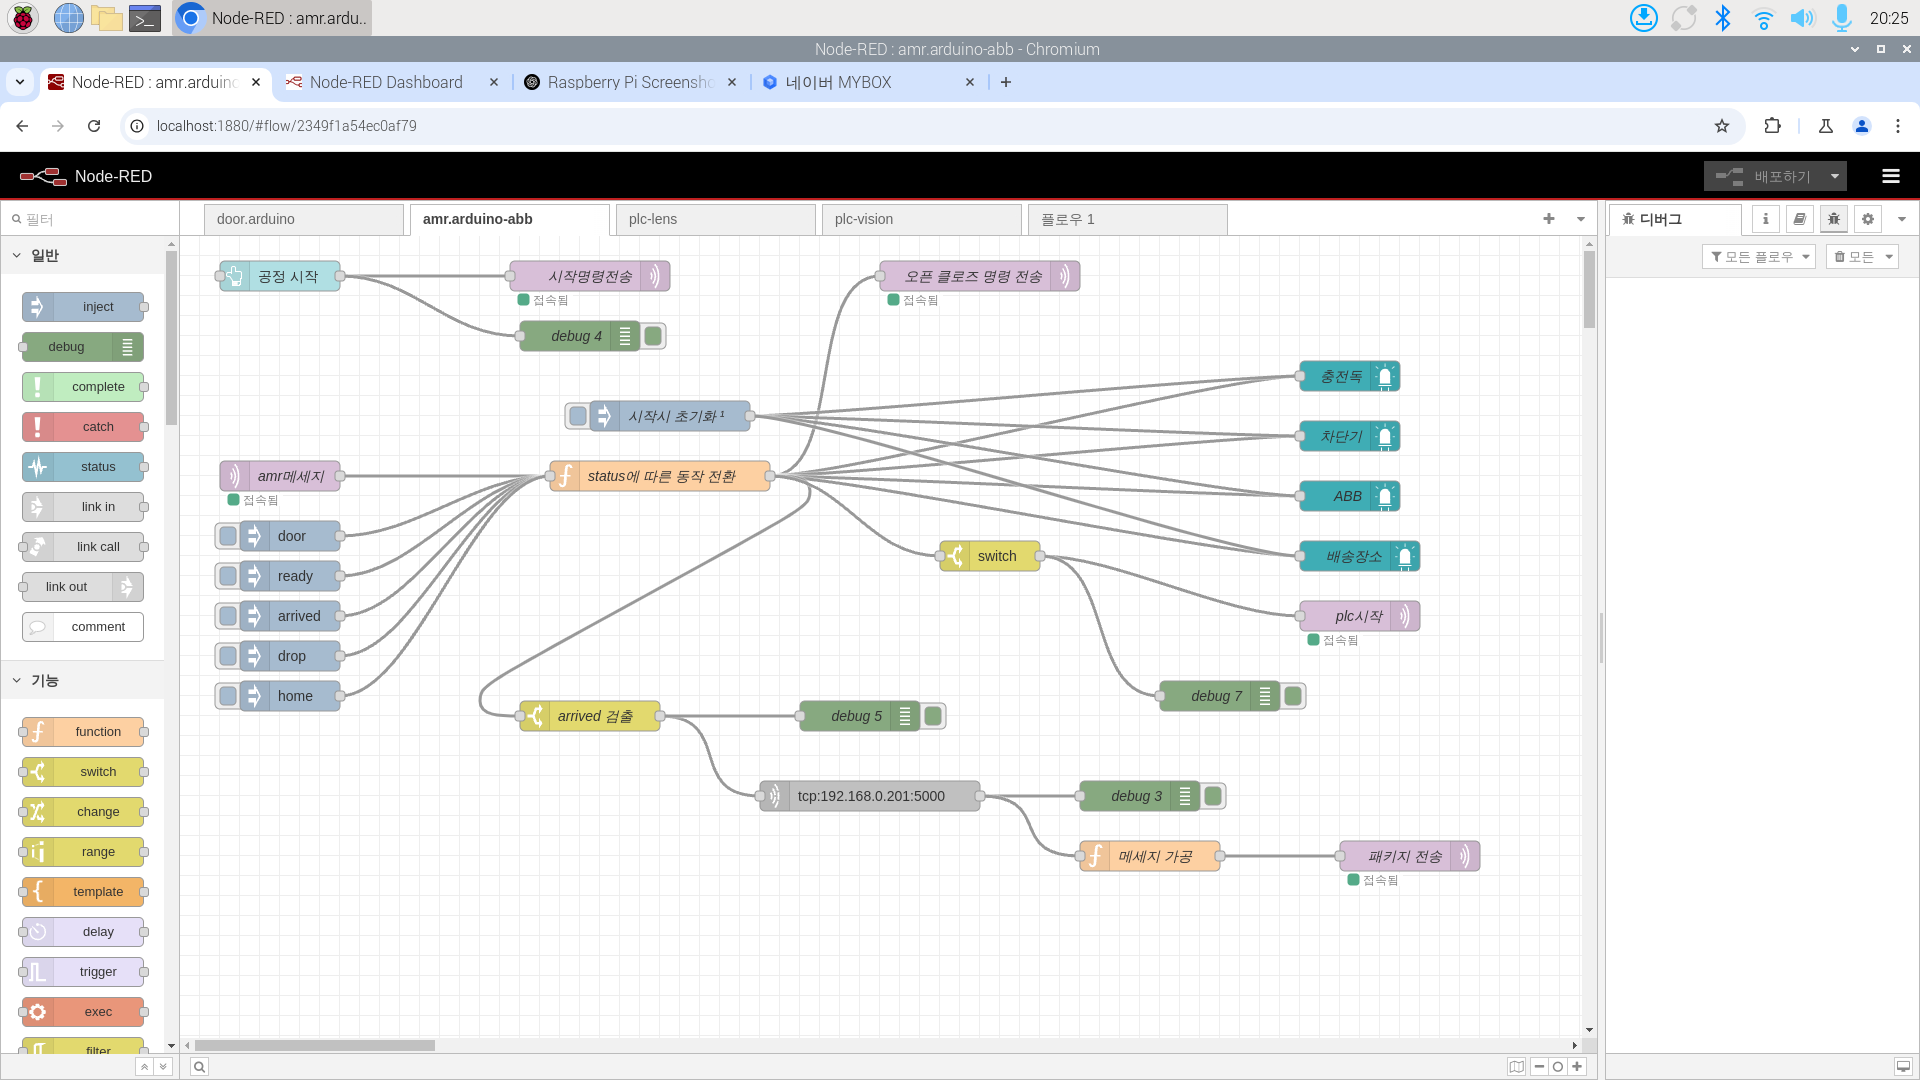 Node-RED : amr.ardu..
20:25
Node-RED : amr.arduino-abb - Chromium
Node-RED : amr.arduino
Node-RED Dashboard
Raspberry Pi Screensho
네이버 MYBOX
localhost:1880/#flow/2349f1a54ec0af79
Node-RED
배포하기
필터
door.arduino
amr.arduino-abb
plc-lens
plc-vision
플로우 1
디버그
모든 플로우
모든
일반
inject
debug
complete
catch
status
link in
link call
link out
comment
기능
function
switch
change
range
template
delay
trigger
exec
filter
공정 시작
시작명령전송
접속됨
debug 4
오픈 클로즈 명령 전송
접속됨
시작시 초기화 ¹
amr메세지
접속됨
status에 따른 동작 전환
door
ready
arrived
drop
home
충전독
차단기
ABB
배송장소
switch
plc시작
접속됨
debug 7
arrived 검출
debug 5
tcp:192.168.0.201:5000
debug 3
메세지 가공
패키지 전송
접속됨